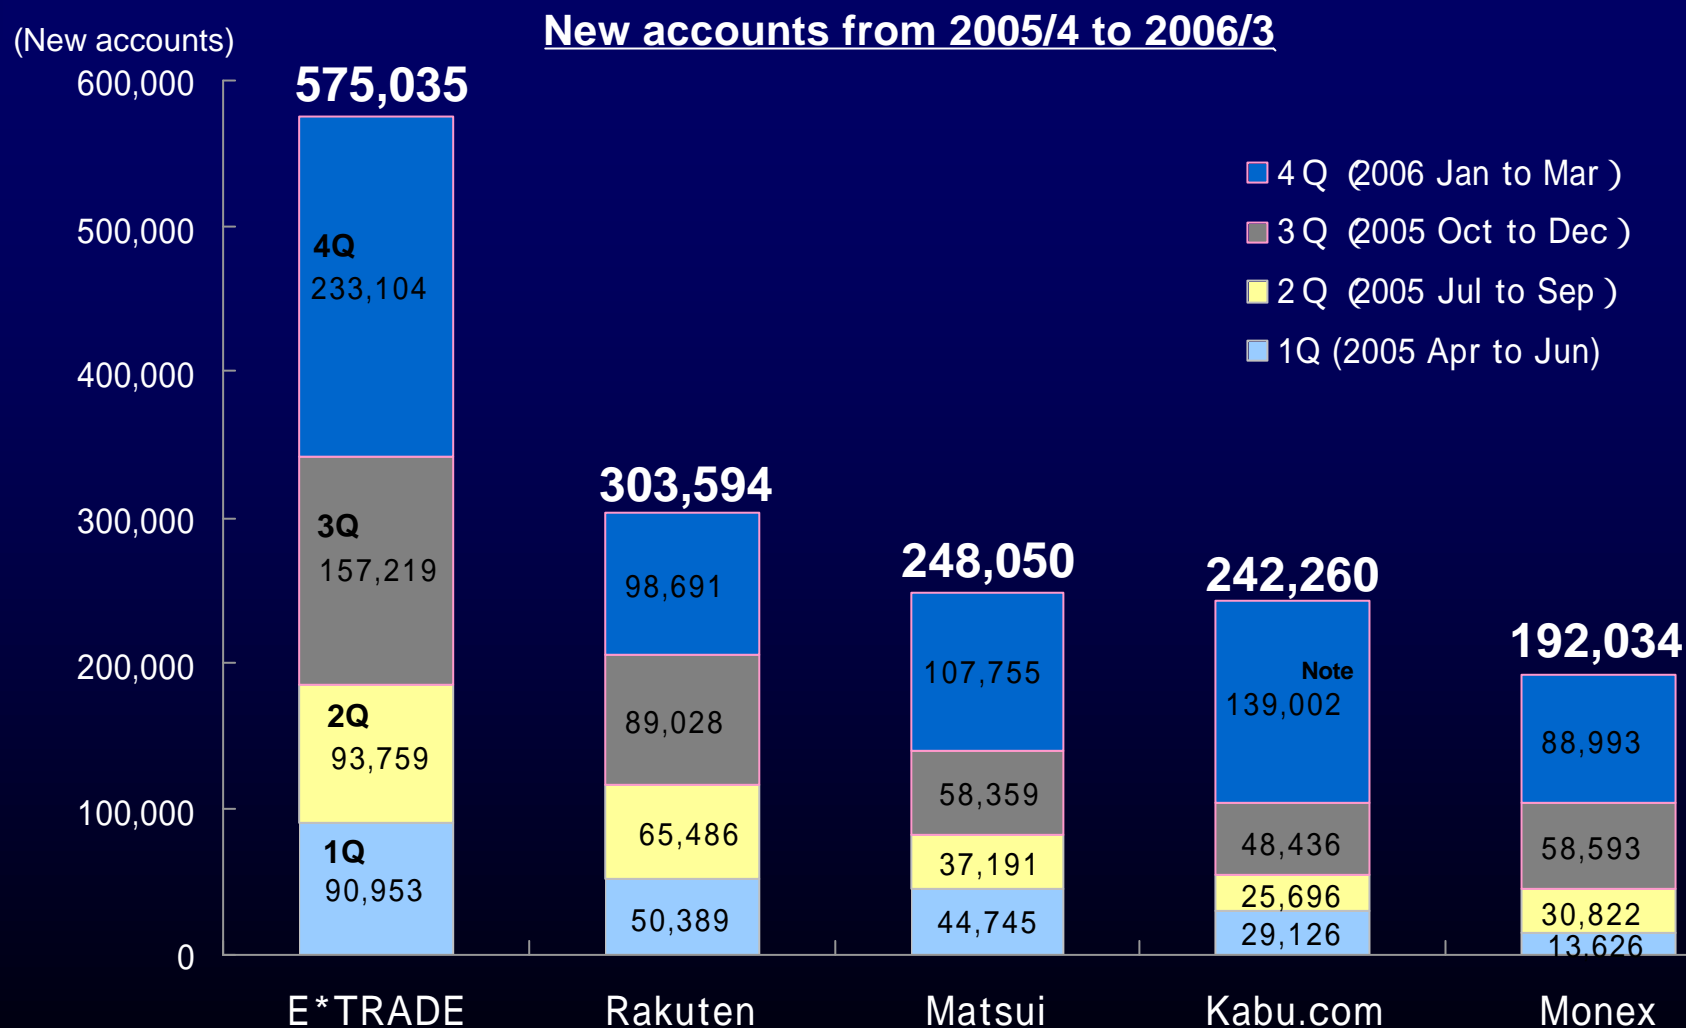 New accounts from 2005/4 to 2006/3
(New accounts)
600,000
500,000
400,000
300,000
200,000
100,000
0
4Q (2006 Jan to Mar)
3Q (2005 Oct to Dec)
2Q (2005 Jul to Sep)
1Q (2005 Apr to Jun)
575,035
4Q
233,104
3Q
157,219
2Q
93,759
1Q
90,953
E*TRADE
303,594
98,691
89,028
65,486
50,389
Rakuten
248,050
107,755
58,359
37,191
44,745
Matsui
242,260
Note
139,002
48,436
25,696
29,126
Kabu.com
192,034
88,993
58,593
30,822
13,626
Monex